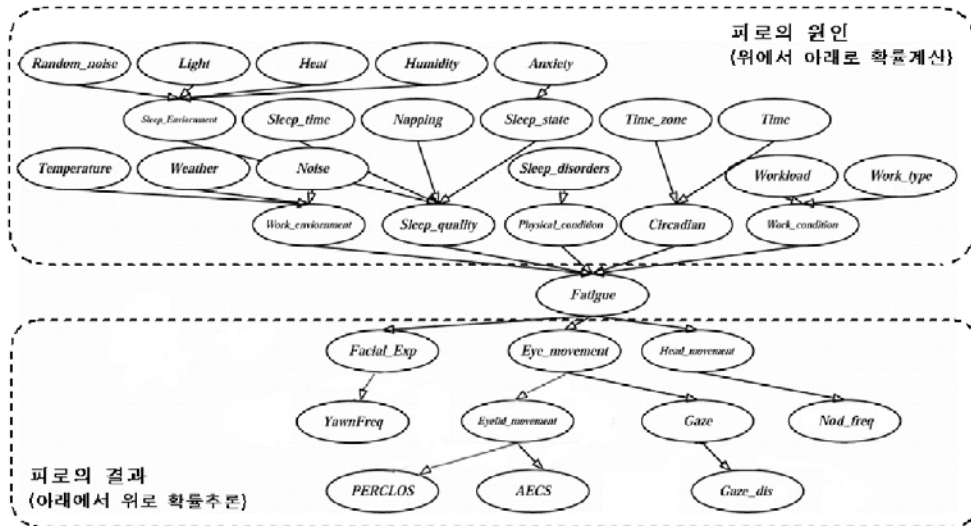 피로의 원인
(위에서 아래로 확률계산)
Random_noise Light Heat Humidity Anxiety
Sleep_Enviornment Sleep_time Napping Sleep_state Time_zone Time
Temperature Weather Noise Sleep_disorders Workload Work_type
Work_enviornment Sleep_quality Physical_condition Circadian Work_condition
Fatigue
Facial_Exp Eye_movement Head_movement
YawnFreq Eyelid_movement Gaze Nod_freq
피로의 결과
(아래에서 위로 확률추론)
PERCLOS AECS Gaze_dis